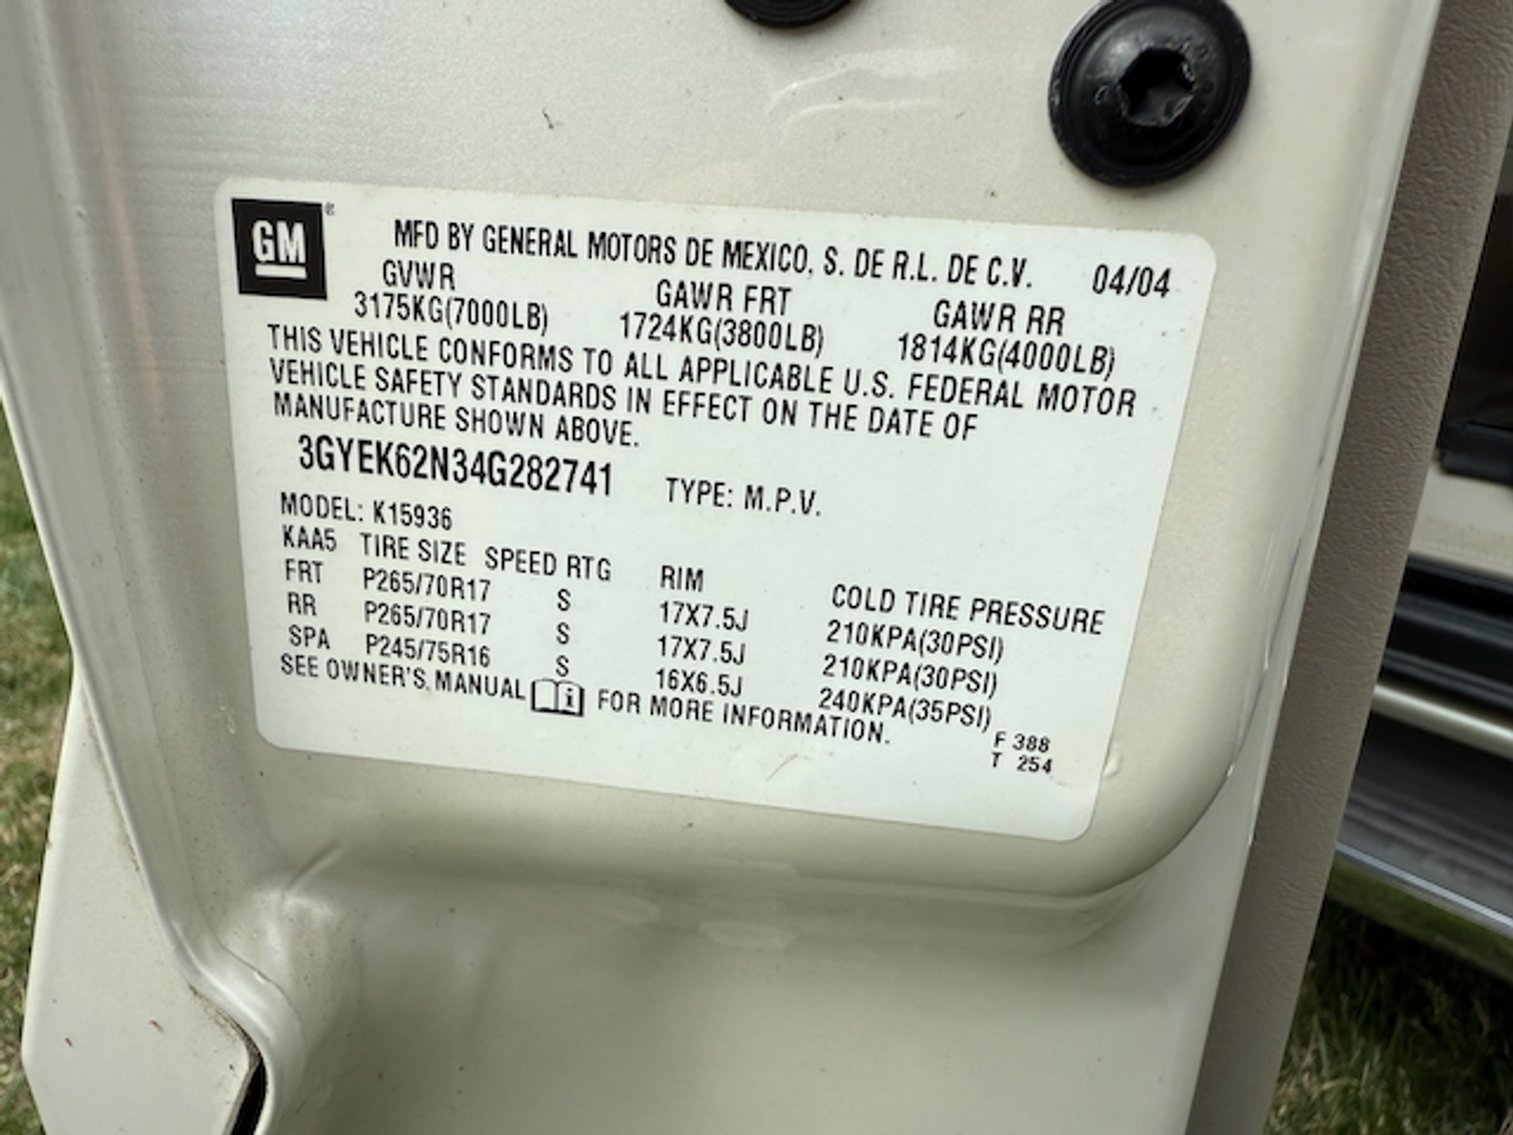 GM ®
MFD BY GENERAL MOTORS DE MEXICO, S. DE R.L. DE C.V. 04/04
GVWR GAWR FRT GAWR RR
3175KG(7000LB) 1724KG(3800LB) 1814KG(4000LB)
THIS VEHICLE CONFORMS TO ALL APPLICABLE U.S. FEDERAL MOTOR
VEHICLE SAFETY STANDARDS IN EFFECT ON THE DATE OF
MANUFACTURE SHOWN ABOVE.
3GYEK62N34G282741 TYPE: M.P.V.
MODEL: K15936
KAA5 TIRE SIZE SPEED RTG RIM COLD TIRE PRESSURE
FRT P265/70R17 S 17X7.5J 210KPA(30PSI)
RR P265/70R17 S 17X7.5J 210KPA(30PSI)
SPA P245/75R16 S 16X6.5J 240KPA(35PSI)
SEE OWNER'S MANUAL i FOR MORE INFORMATION.
F 388
T 254